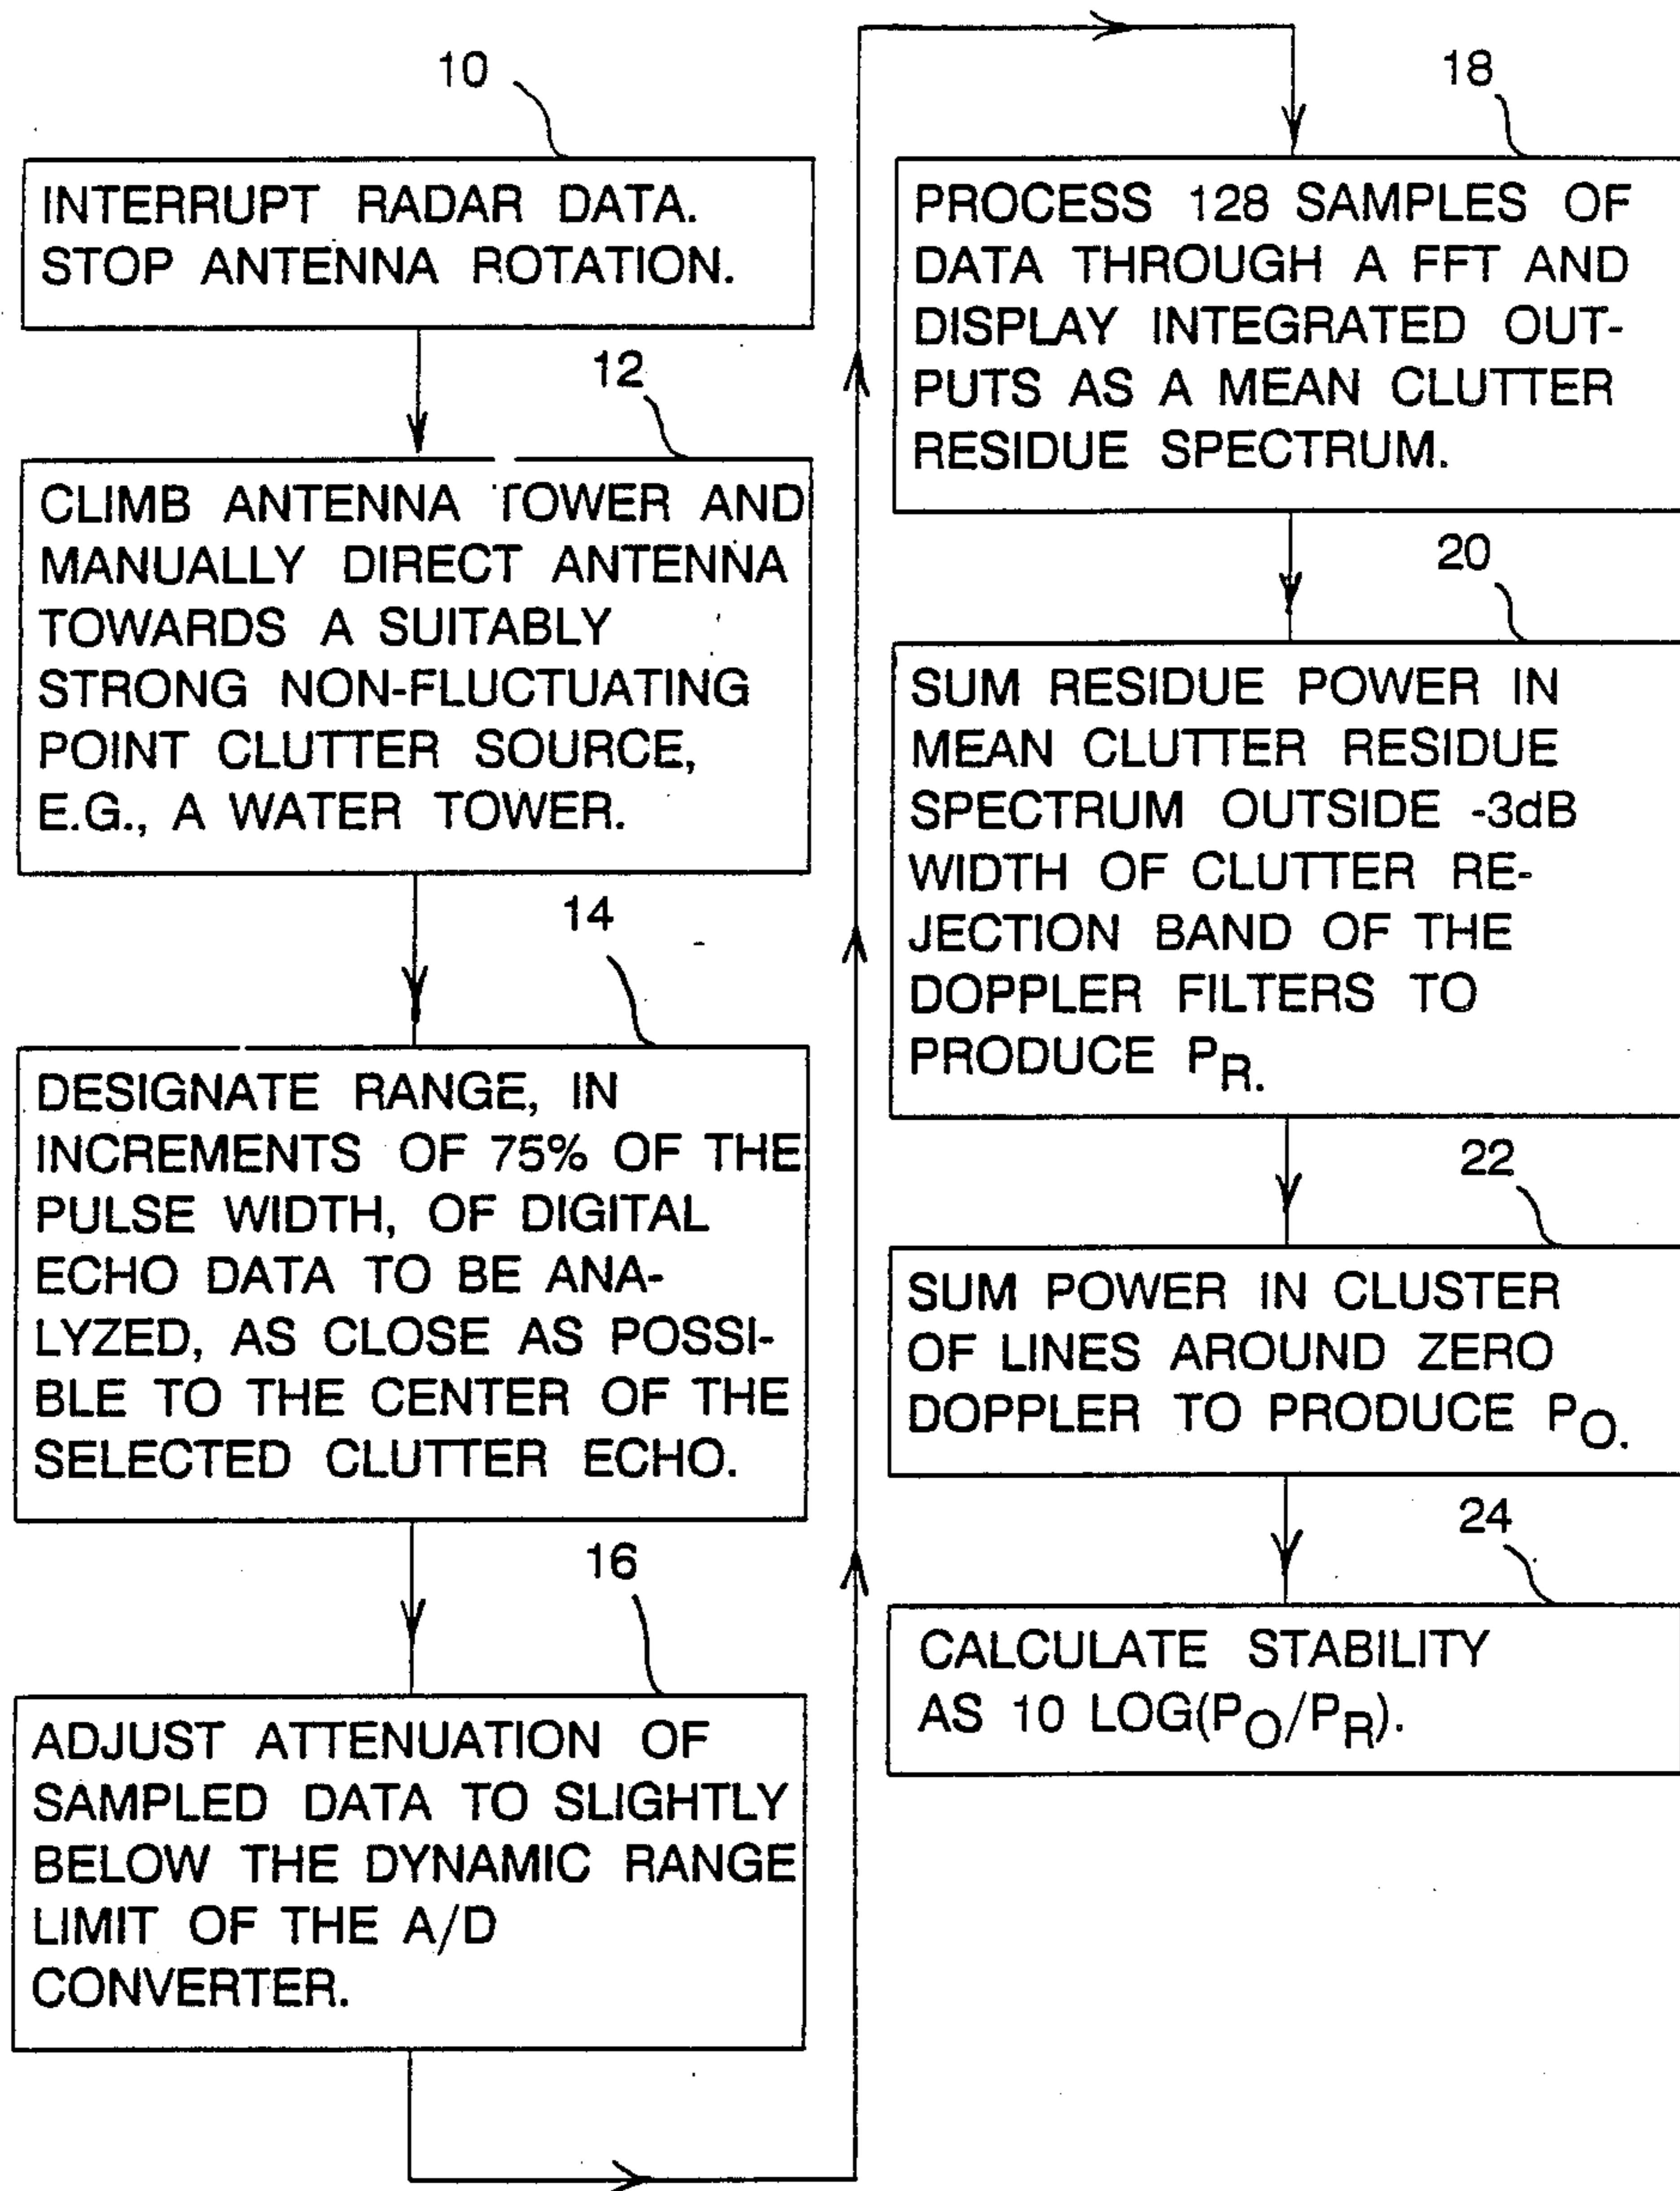 10
INTERRUPT RADAR DATA.
STOP ANTENNA ROTATION.
12
CLIMB ANTENNA TOWER AND
MANUALLY DIRECT ANTENNA
TOWARDS A SUITABLY
STRONG NON-FLUCTUATING
POINT CLUTTER SOURCE,
E.G., A WATER TOWER.
14
DESIGNATE RANGE, IN
INCREMENTS OF 75% OF THE
PULSE WIDTH, OF DIGITAL
ECHO DATA TO BE ANA-
LYZED, AS CLOSE AS POSSI-
BLE TO THE CENTER OF THE
SELECTED CLUTTER ECHO.
16
ADJUST ATTENUATION OF
SAMPLED DATA TO SLIGHTLY
BELOW THE DYNAMIC RANGE
LIMIT OF THE A/D
CONVERTER.
18
PROCESS 128 SAMPLES OF
DATA THROUGH A FFT AND
DISPLAY INTEGRATED OUT-
PUTS AS A MEAN CLUTTER
RESIDUE SPECTRUM.
20
SUM RESIDUE POWER IN
MEAN CLUTTER RESIDUE
SPECTRUM OUTSIDE -3dB
WIDTH OF CLUTTER RE-
JECTION BAND OF THE
DOPPLER FILTERS TO
PRODUCE PR.
22
SUM POWER IN CLUSTER
OF LINES AROUND ZERO
DOPPLER TO PRODUCE PO.
24
CALCULATE STABILITY
AS 10 LOG(PO/PR).